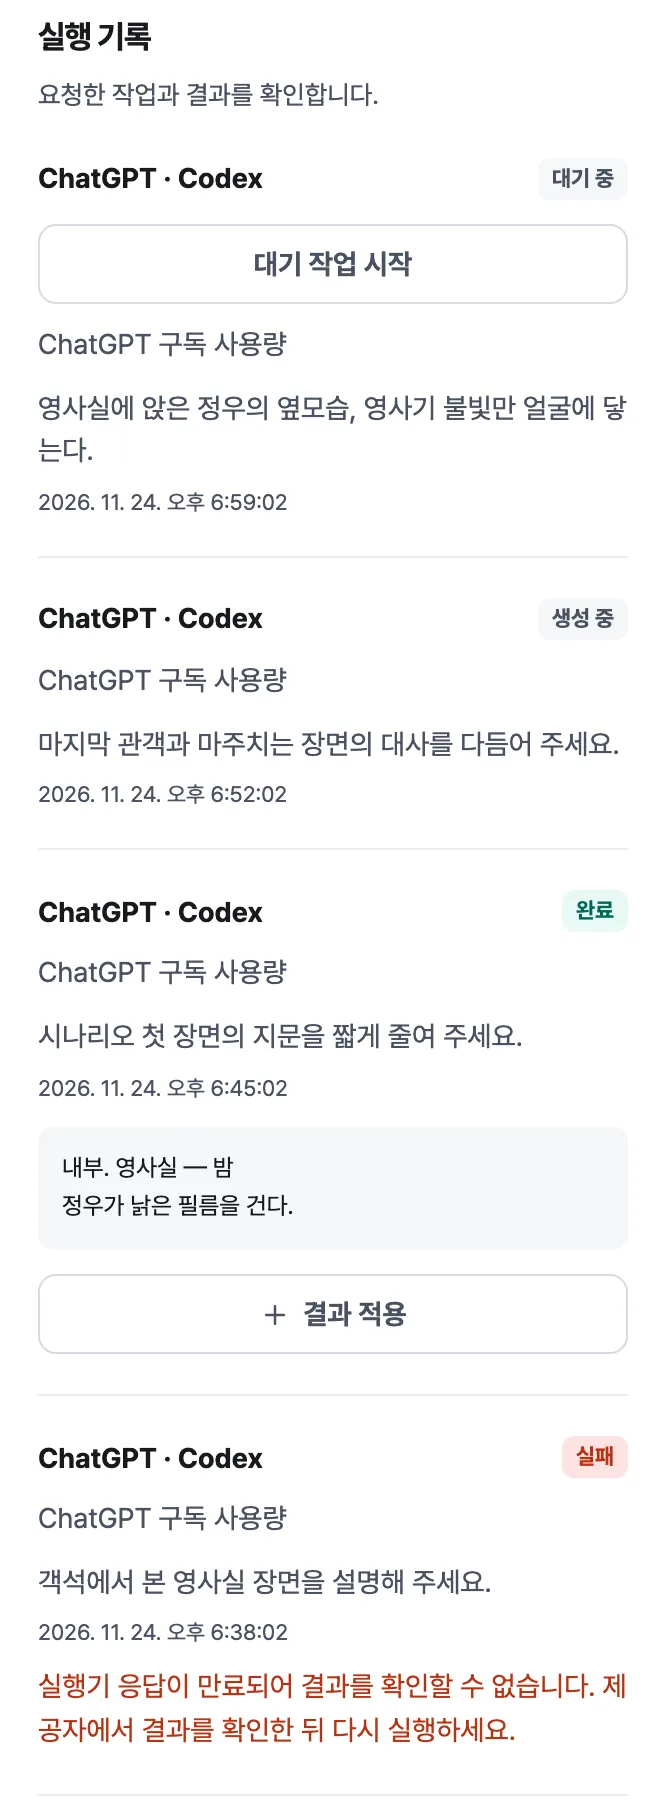 실행 기록
요청한 작업과 결과를 확인합니다.
ChatGPT · Codex
대기 중
대기 작업 시작
ChatGPT 구독 사용량
영사실에 앉은 정우의 옆모습, 영사기 불빛만 얼굴에 닿
는다.
2026. 11. 24. 오후 6:59:02
ChatGPT · Codex
생성 중
ChatGPT 구독 사용량
마지막 관객과 마주치는 장면의 대사를 다듬어 주세요.
2026. 11. 24. 오후 6:52:02
ChatGPT · Codex
완료
ChatGPT 구독 사용량
시나리오 첫 장면의 지문을 짧게 줄여 주세요.
2026. 11. 24. 오후 6:45:02
내부. 영사실 — 밤
정우가 낡은 필름을 건다.
+ 결과 적용
ChatGPT · Codex
실패
ChatGPT 구독 사용량
객석에서 본 영사실 장면을 설명해 주세요.
2026. 11. 24. 오후 6:38:02
실행기 응답이 만료되어 결과를 확인할 수 없습니다. 제
공자에서 결과를 확인한 뒤 다시 실행하세요.